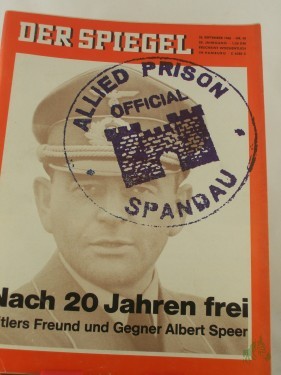 DER SPIEGEL
ALLIED PRISON
OFFICIAL
SPANDAU
Nach 20 Jahren frei
tlers Freund und Gegner Albert Speer